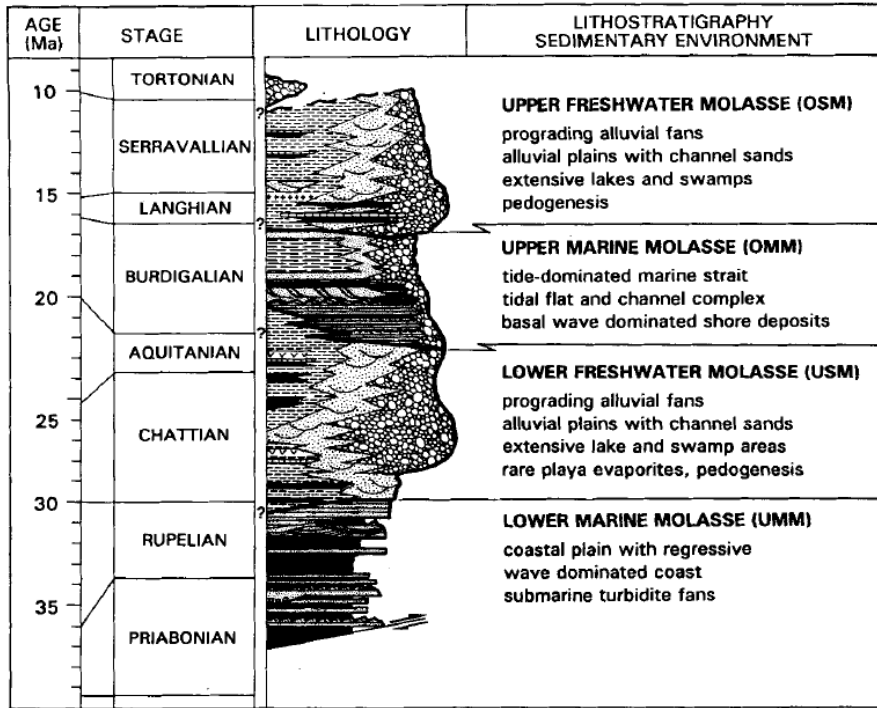 AGE
(Ma)
STAGE
LITHOLOGY
LITHOSTRATIGRAPHY
SEDIMENTARY ENVIRONMENT
10
15
20
25
30
35
TORTONIAN
SERRAVALLIAN
LANGHIAN
BURDIGALIAN
AQUITANIAN
CHATTIAN
RUPELIAN
PRIABONIAN
?
?
?
?
UPPER FRESHWATER MOLASSE (OSM)
prograding alluvial fans
alluvial plains with channel sands
extensive lakes and swamps
pedogenesis
UPPER MARINE MOLASSE (OMM)
tide-dominated marine strait
tidal flat and channel complex
basal wave dominated shore deposits
LOWER FRESHWATER MOLASSE (USM)
prograding alluvial fans
alluvial plains with channel sands
extensive lake and swamp areas
rare playa evaporites, pedogenesis
LOWER MARINE MOLASSE (UMM)
coastal plain with regressive
wave dominated coast
submarine turbidite fans